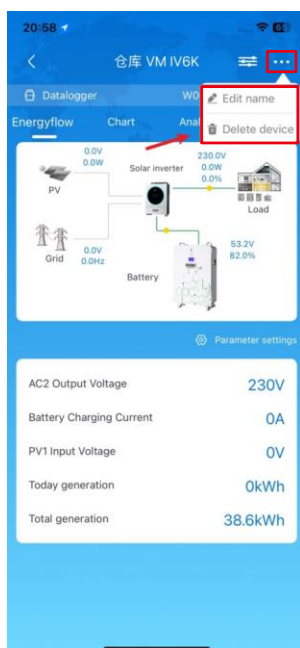 20:58
仓库 VM IV6K
Datalogger
W0
Edit name
Delete device
Energyflow
Chart
Anal
0.0V
0.0W
PV
Solar inverter
230.0V
0.0W
0.0%
Load
Grid
0.0V
0.0Hz
Battery
53.2V
82.0%
Parameter settings
AC2 Output Voltage 230V
Battery Charging Current 0A
PV1 Input Voltage 0V
Today generation 0kWh
Total generation 38.6kWh